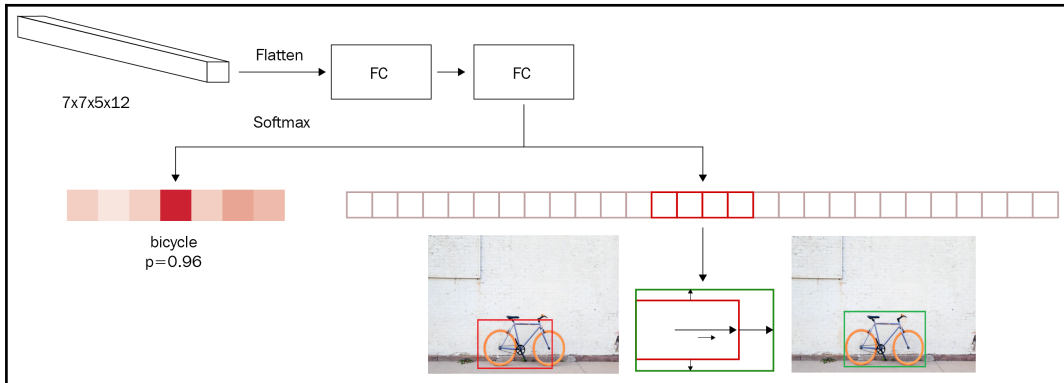 Flatten
FC
FC
7x7x5x12
Softmax
bicycle
p=0.96